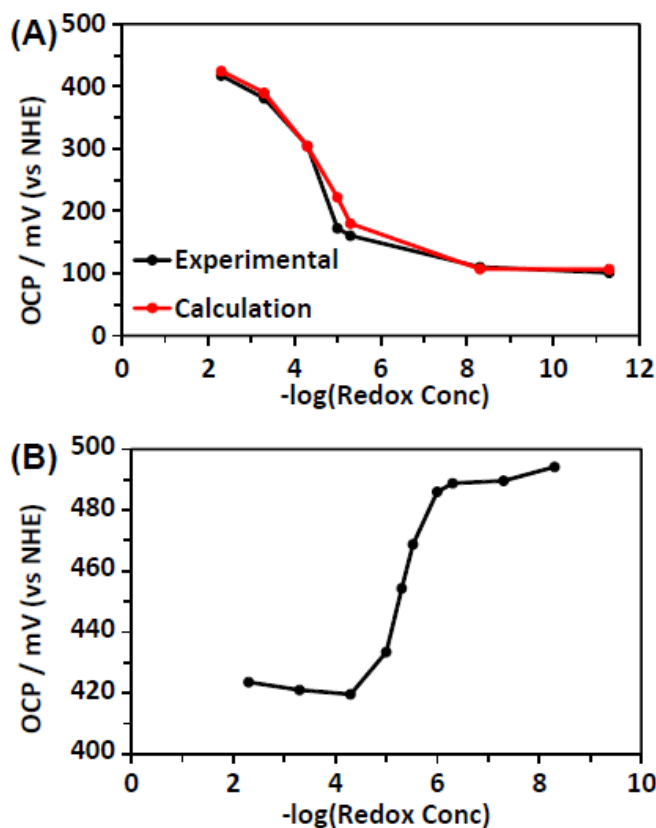 (A)
500
400
300
200
100
0
OCP / mV (vs NHE)
Experimental
Calculation
0 2 4 6 8 10 12
-log(Redox Conc)
(B)
500
480
460
440
420
400
OCP / mV (vs NHE)
0 2 4 6 8 10
-log(Redox Conc)